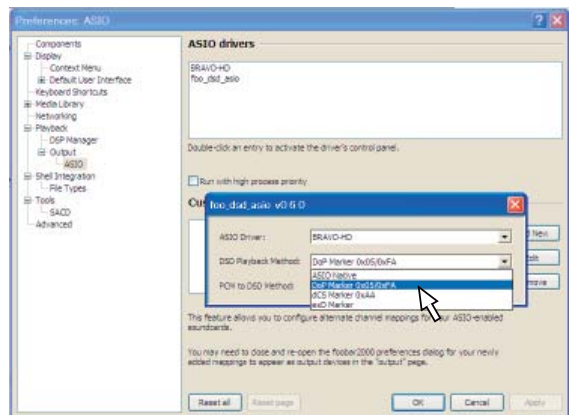 Preferences: ASIO
Components
Display
Context Menu
Default User Interface
Keyboard Shortcuts
Media Library
Networking
Playback
DSP Manager
Output
ASIO
Shell Integration
File Types
Tools
SACD
Advanced
ASIO drivers
BRAVO-HD
foo_dsd_asio
Double-click an entry to activate the driver's control panel.
Run with high process priority
Cus
foo_dsd_asio v0.6.0
ASIO Driver:
BRAVO-HD
DSD Playback Method:
DoP Marker 0x05/0xFA
ASIO Native
DoP Marker 0x05/0xFA
dCS Marker 0xAA
exD Marker
PCM to DSD Method:
d New
Edit
move
This feature allows you to configure alternate channel mappings for your ASIO-enabled
soundcards.
You may need to close and re-open the foobar2000 preferences dialog for your newly
added mappings to appear as output devices in the "output" page.
Reset all
Reset page
OK
Cancel
Apply